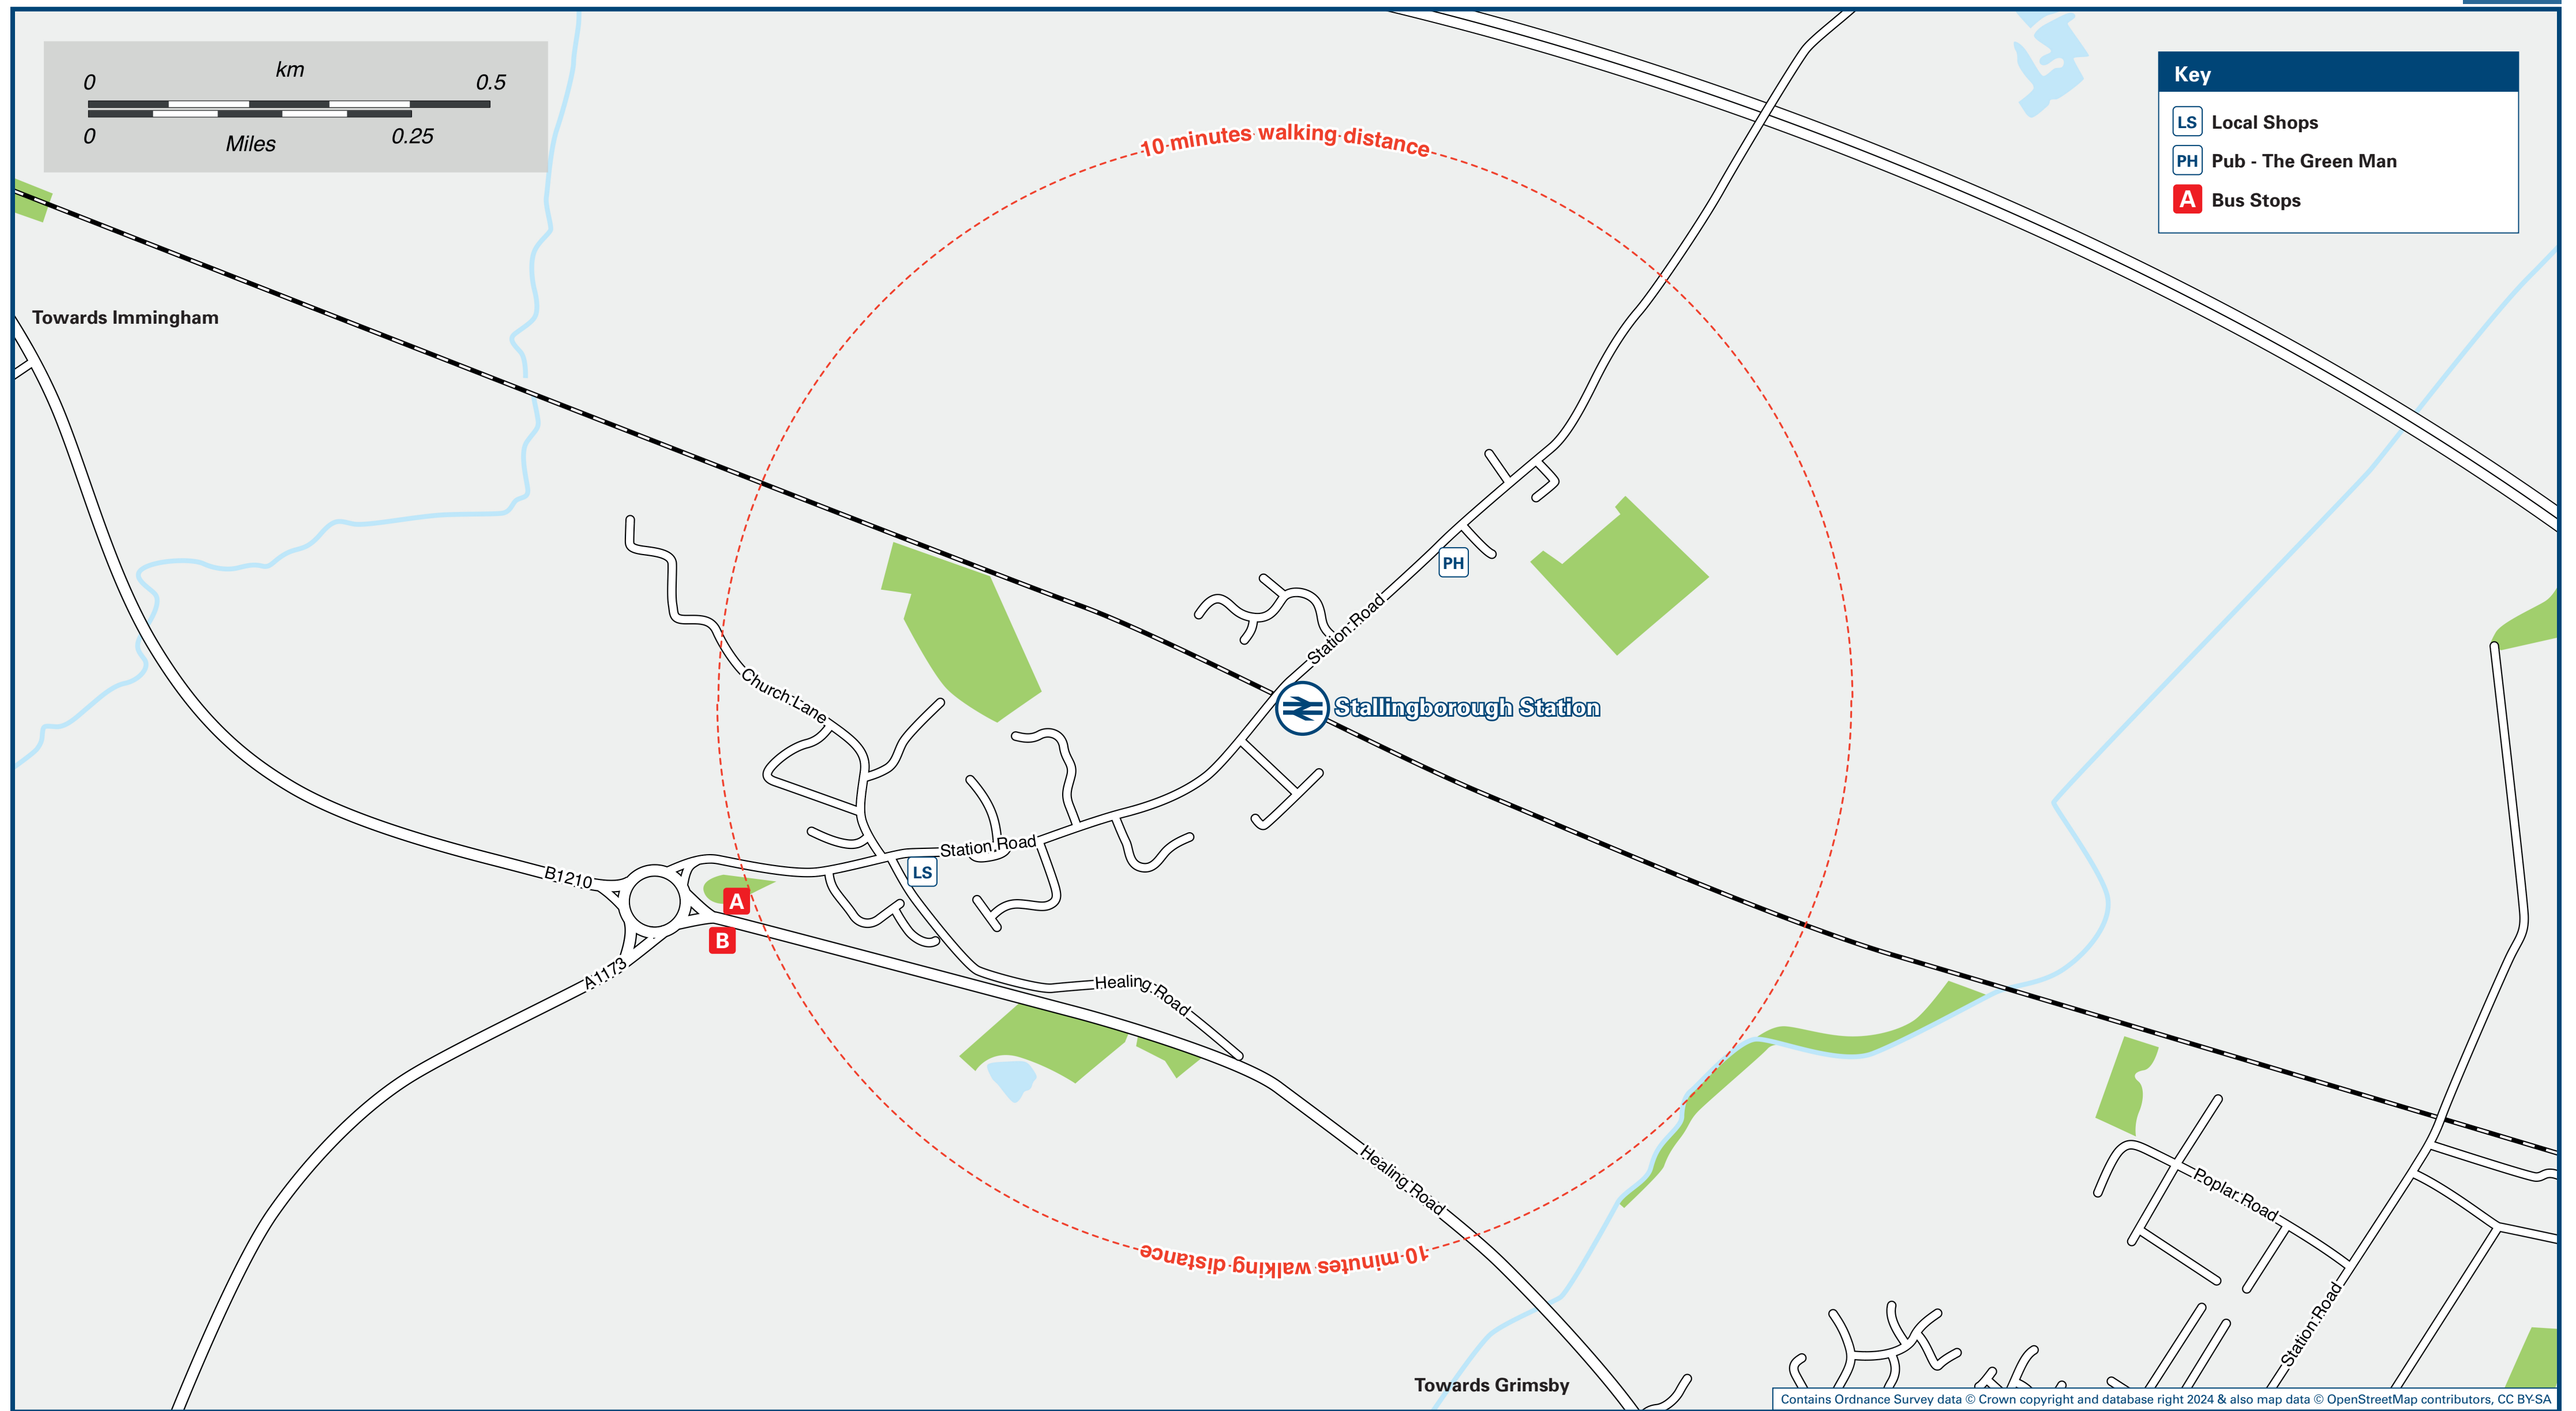 km
0 0.5
0 Miles 0.25
Key
LS Local Shops
PH Pub - The Green Man
A Bus Stops
10 minutes walking distance
Towards Immingham
PH
Station Road
Church Lane
Stallingborough Station
Station Road
LS
B1210
A
B
A1173
Healing Road
Healing Road
Poplar Road
10 minutes walking distance
Station Road
Towards Grimsby
Contains Ordnance Survey data © Crown copyright and database right 2024 & also map data © OpenStreetMap contributors, CC BY-SA